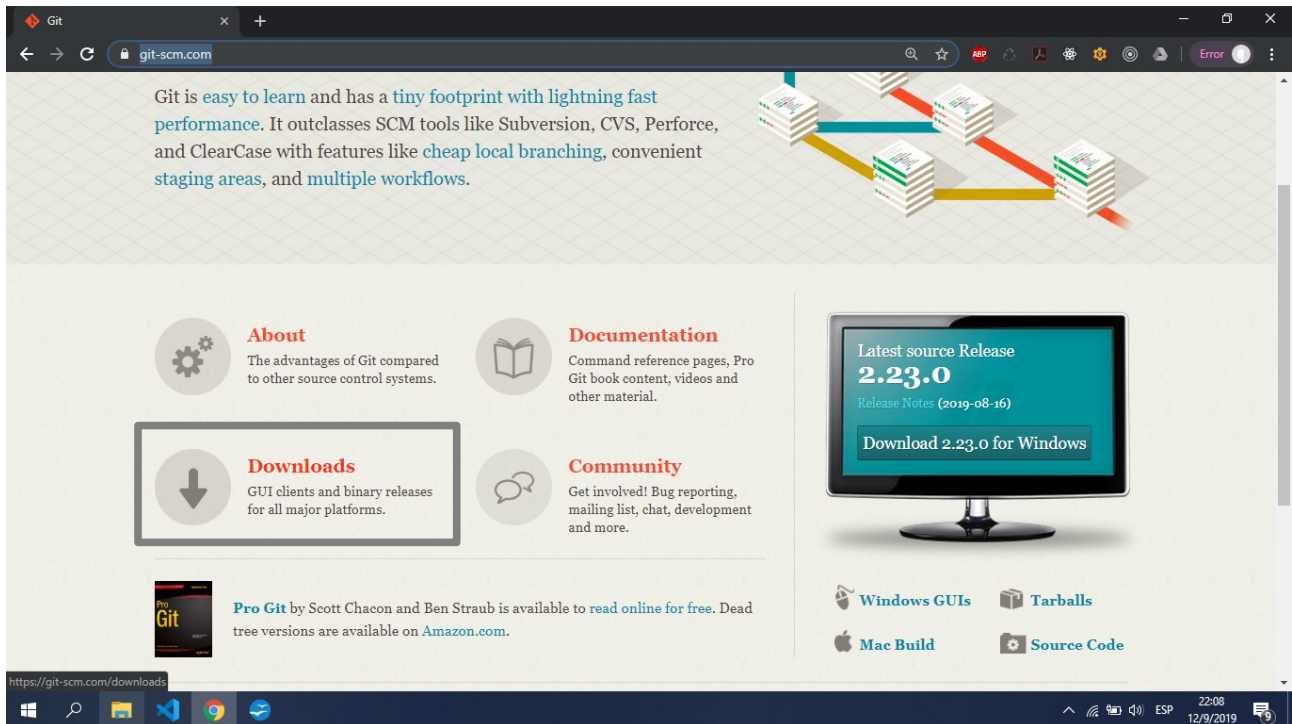 Git
git-scm.com
ABP
Error
Git is easy to learn and has a tiny footprint with lightning fast
performance. It outclasses SCM tools like Subversion, CVS, Perforce,
and ClearCase with features like cheap local branching, convenient
staging areas, and multiple workflows.
About
The advantages of Git compared
to other source control systems.
Documentation
Command reference pages, Pro
Git book content, videos and
other material.
Downloads
GUI clients and binary releases
for all major platforms.
Community
Get involved! Bug reporting,
mailing list, chat, development
and more.
Latest source Release
2.23.0
Release Notes (2019-08-16)
Download 2.23.0 for Windows
Pro
Git
Pro Git by Scott Chacon and Ben Straub is available to read online for free. Dead
tree versions are available on Amazon.com.
Windows GUIs
Tarballs
Mac Build
Source Code
https://git-scm.com/downloads
ESP
22:08
12/9/2019
9